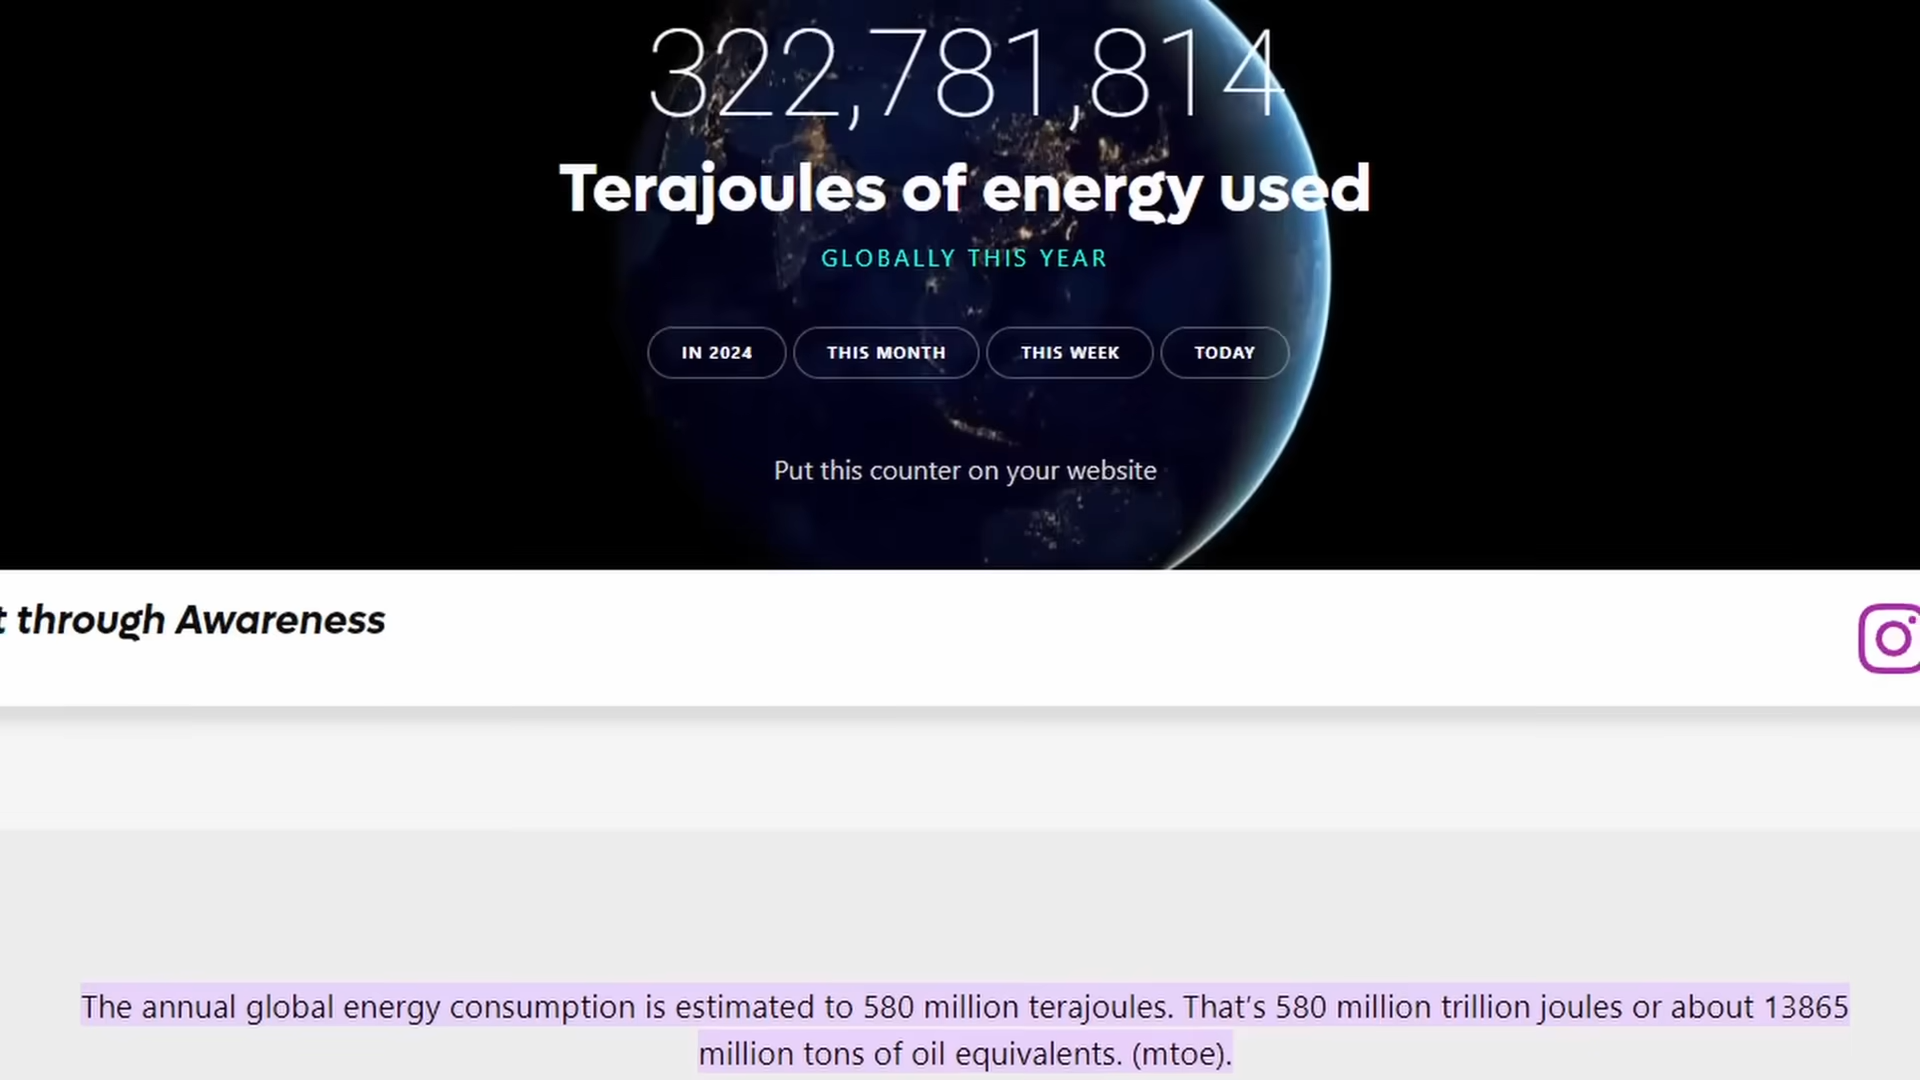 322,781,814
Terajoules of energy used
GLOBALLY THIS YEAR
IN 2024
THIS MONTH
THIS WEEK
TODAY
Put this counter on your website
t through Awareness
The annual global energy consumption is estimated to 580 million terajoules. That's 580 million trillion joules or about 13865
million tons of oil equivalents. (mtoe).